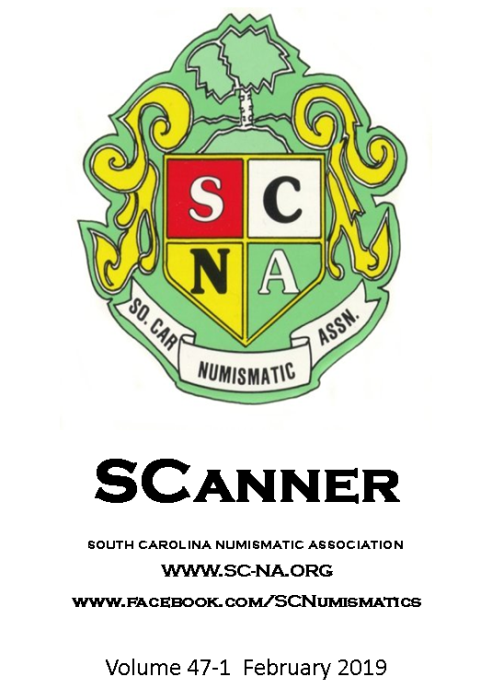 S C
N A
SO. CAR
NUMISMATIC
ASSN.
SCANNER
SOUTH CAROLINA NUMISMATIC ASSOCIATION
WWW.SC-NA.ORG
WWW.FACEBOOK.COM/SCNUMISMATICS
Volume 47-1 February 2019